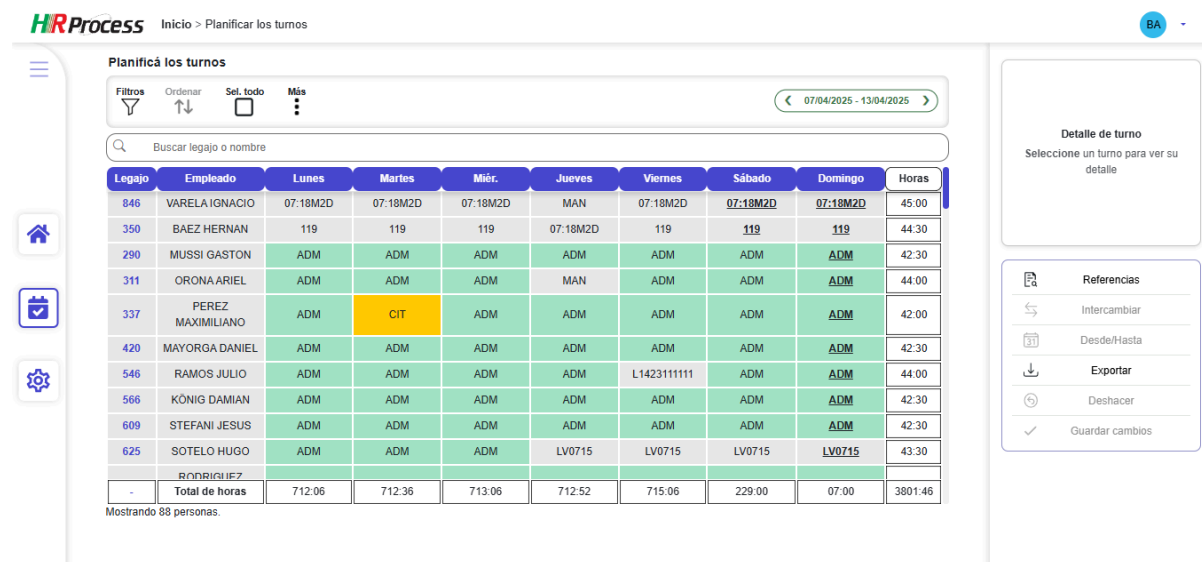 HR Process
Inicio > Planificar los turnos
BA
Planificá los turnos
Filtros Ordenar Sel. todo Más
07/04/2025 - 13/04/2025
Buscar legajo o nombre
Legajo Empleado Lunes Martes Miér. Jueves Viernes Sábado Domingo Horas
846 VARELA IGNACIO 07:18M2D 07:18M2D 07:18M2D MAN 07:18M2D 07:18M2D 07:18M2D 45:00
350 BAEZ HERNAN 119 119 119 07:18M2D 119 119 119 44:30
290 MUSSI GASTON ADM ADM ADM ADM ADM ADM ADM 42:30
311 ORONA ARIEL ADM ADM ADM MAN ADM ADM ADM 44:00
337 PEREZ MAXIMILIANO ADM CIT ADM ADM ADM ADM ADM 42:00
420 MAYORGA DANIEL ADM ADM ADM ADM ADM ADM ADM 42:30
546 RAMOS JULIO ADM ADM ADM ADM L1423111111 ADM ADM 44:00
566 KÖNIG DAMIAN ADM ADM ADM ADM ADM ADM ADM 42:30
609 STEFANI JESUS ADM ADM ADM ADM ADM ADM ADM 42:30
625 SOTELO HUGO ADM ADM ADM LV0715 LV0715 LV0715 LV0715 43:30
RODRIGUEZ
- Total de horas 712:06 712:36 713:06 712:52 715:06 229:00 07:00 3801:46
Mostrando 88 personas.
Detalle de turno
Seleccione un turno para ver su
detalle
Referencias
Intercambiar
31 Desde/Hasta
Exportar
Deshacer
Guardar cambios